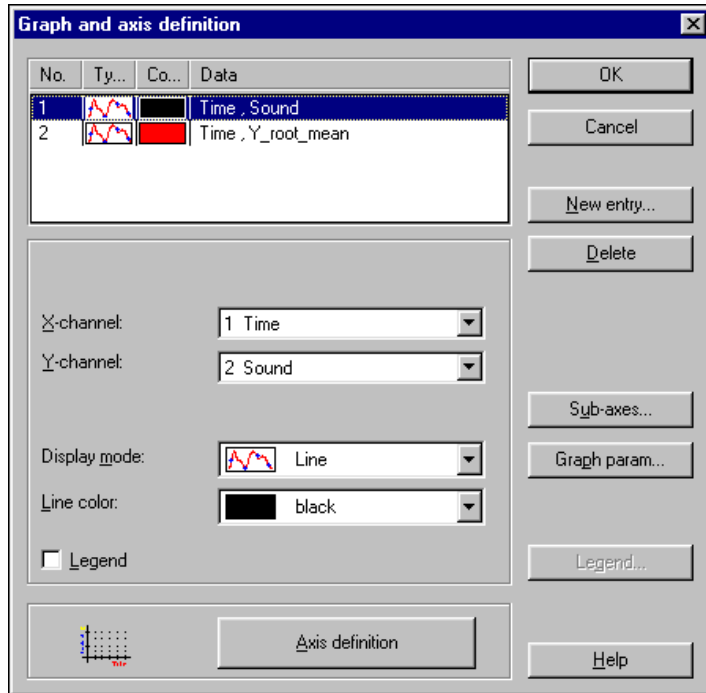 Graph and axis definition
No. Ty... Co... Data
1 Time , Sound
2 Time , Y_root_mean
OK
Cancel
New entry...
Delete
X-channel: 1 Time
Y-channel: 2 Sound
Sub-axes...
Display mode: Line
Graph param...
Line color: black
Legend
Legend...
Axis definition
Help